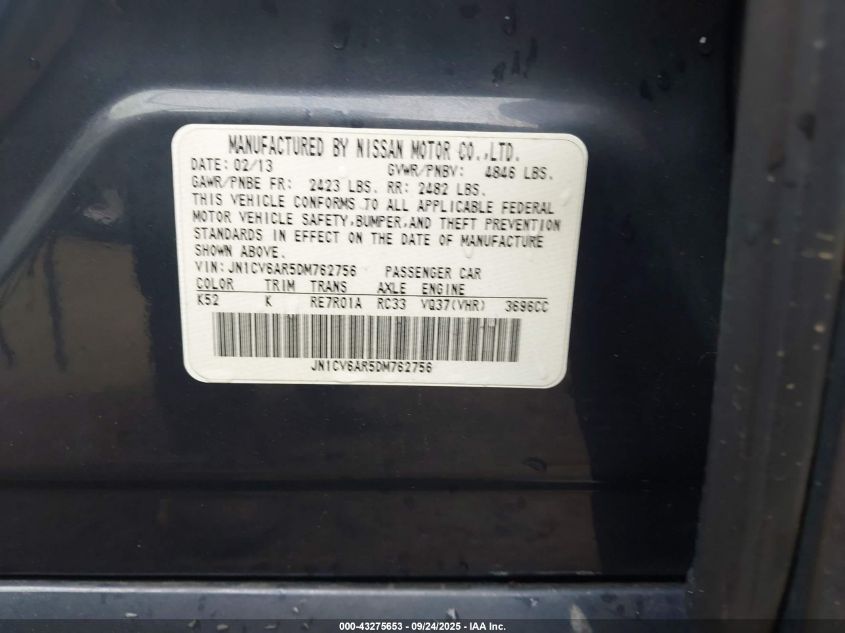 MANUFACTURED BY NISSAN MOTOR CO.,LTD.
DATE: 02/13 GVWR/PNBV: 4846 LBS.
GAWR/PNBE FR: 2423 LBS. RR: 2482 LBS.
THIS VEHICLE CONFORMS TO ALL APPLICABLE FEDERAL
MOTOR VEHICLE SAFETY,BUMPER,AND THEFT PREVENTION
STANDARDS IN EFFECT ON THE DATE OF MANUFACTURE
SHOWN ABOVE.
VIN: JN1CV6AR5DM762756 PASSENGER CAR
COLOR TRIM TRANS AXLE ENGINE
K52 K RE7R01A RC33 VQ37(VHR) 3696CC
JN1CV6AR5DM762756
000-43275653 - 09/24/2025 - IAA Inc.